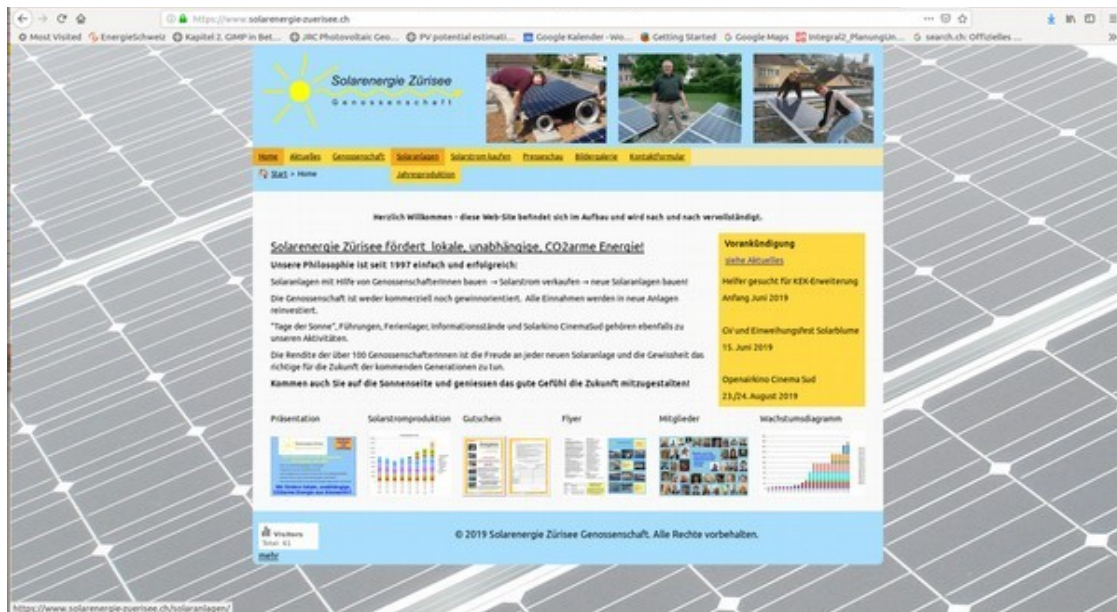 https://www.solarenergie-zuerisee.ch
Most Visited EnergieSchweiz Kapitel 2. GIMP in Bet... JRC Photovoltaic Geo... PV potential estimati... Google Kalender - Wo... Getting Started Google Maps Integral2_PlanungUn... search.ch: Offizielles ...
Solarenergie Zürisee
Genossenschaft
Home Aktuelles Genossenschaft Solaranlagen Solarstrom kaufen Presseschau Bildergalerie Kontaktformular
Start > Home
Jahresproduktion
Herzlich Willkommen - diese Web-Site befindet sich im Aufbau und wird nach und nach vervollständigt.
Solarenergie Zürisee fördert lokale, unabhängige, CO2arme Energie!
Unsere Philosophie ist seit 1997 einfach und erfolgreich:
Solaranlagen mit Hilfe von GenossenschafterInnen bauen → Solarstrom verkaufen → neue Solaranlagen bauen!
Die Genossenschaft ist weder kommerziell noch gewinnorientiert. Alle Einnahmen werden in neue Anlagen
reinvestiert.
"Tage der Sonne", Führungen, Ferienlager, Informationsstände und Solarkino CinemaSud gehören ebenfalls zu
unseren Aktivitäten.
Die Rendite der über 100 GenossenschafterInnen ist die Freude an jeder neuen Solaranlage und die Gewissheit das
richtige für die Zukunft der kommenden Generationen zu tun.
Kommen auch Sie auf die Sonnenseite und geniessen das gute Gefühl die Zukunft mitzugestalten!
Vorankündigung
siehe Aktuelles
Helfer gesucht für KEK-Erweiterung
Anfang Juni 2019
GV und Einweihungsfest Solarblume
15. Juni 2019
Openairkino Cinema Sud
23./24. August 2019
Präsentation Solarstromproduktion Gutschein Flyer Mitglieder Wachstumsdiagramm
Visitors
Total: 61
mehr
© 2019 Solarenergie Zürisee Genossenschaft. Alle Rechte vorbehalten.
https://www.solarenergie-zuerisee.ch/solaranlagen/